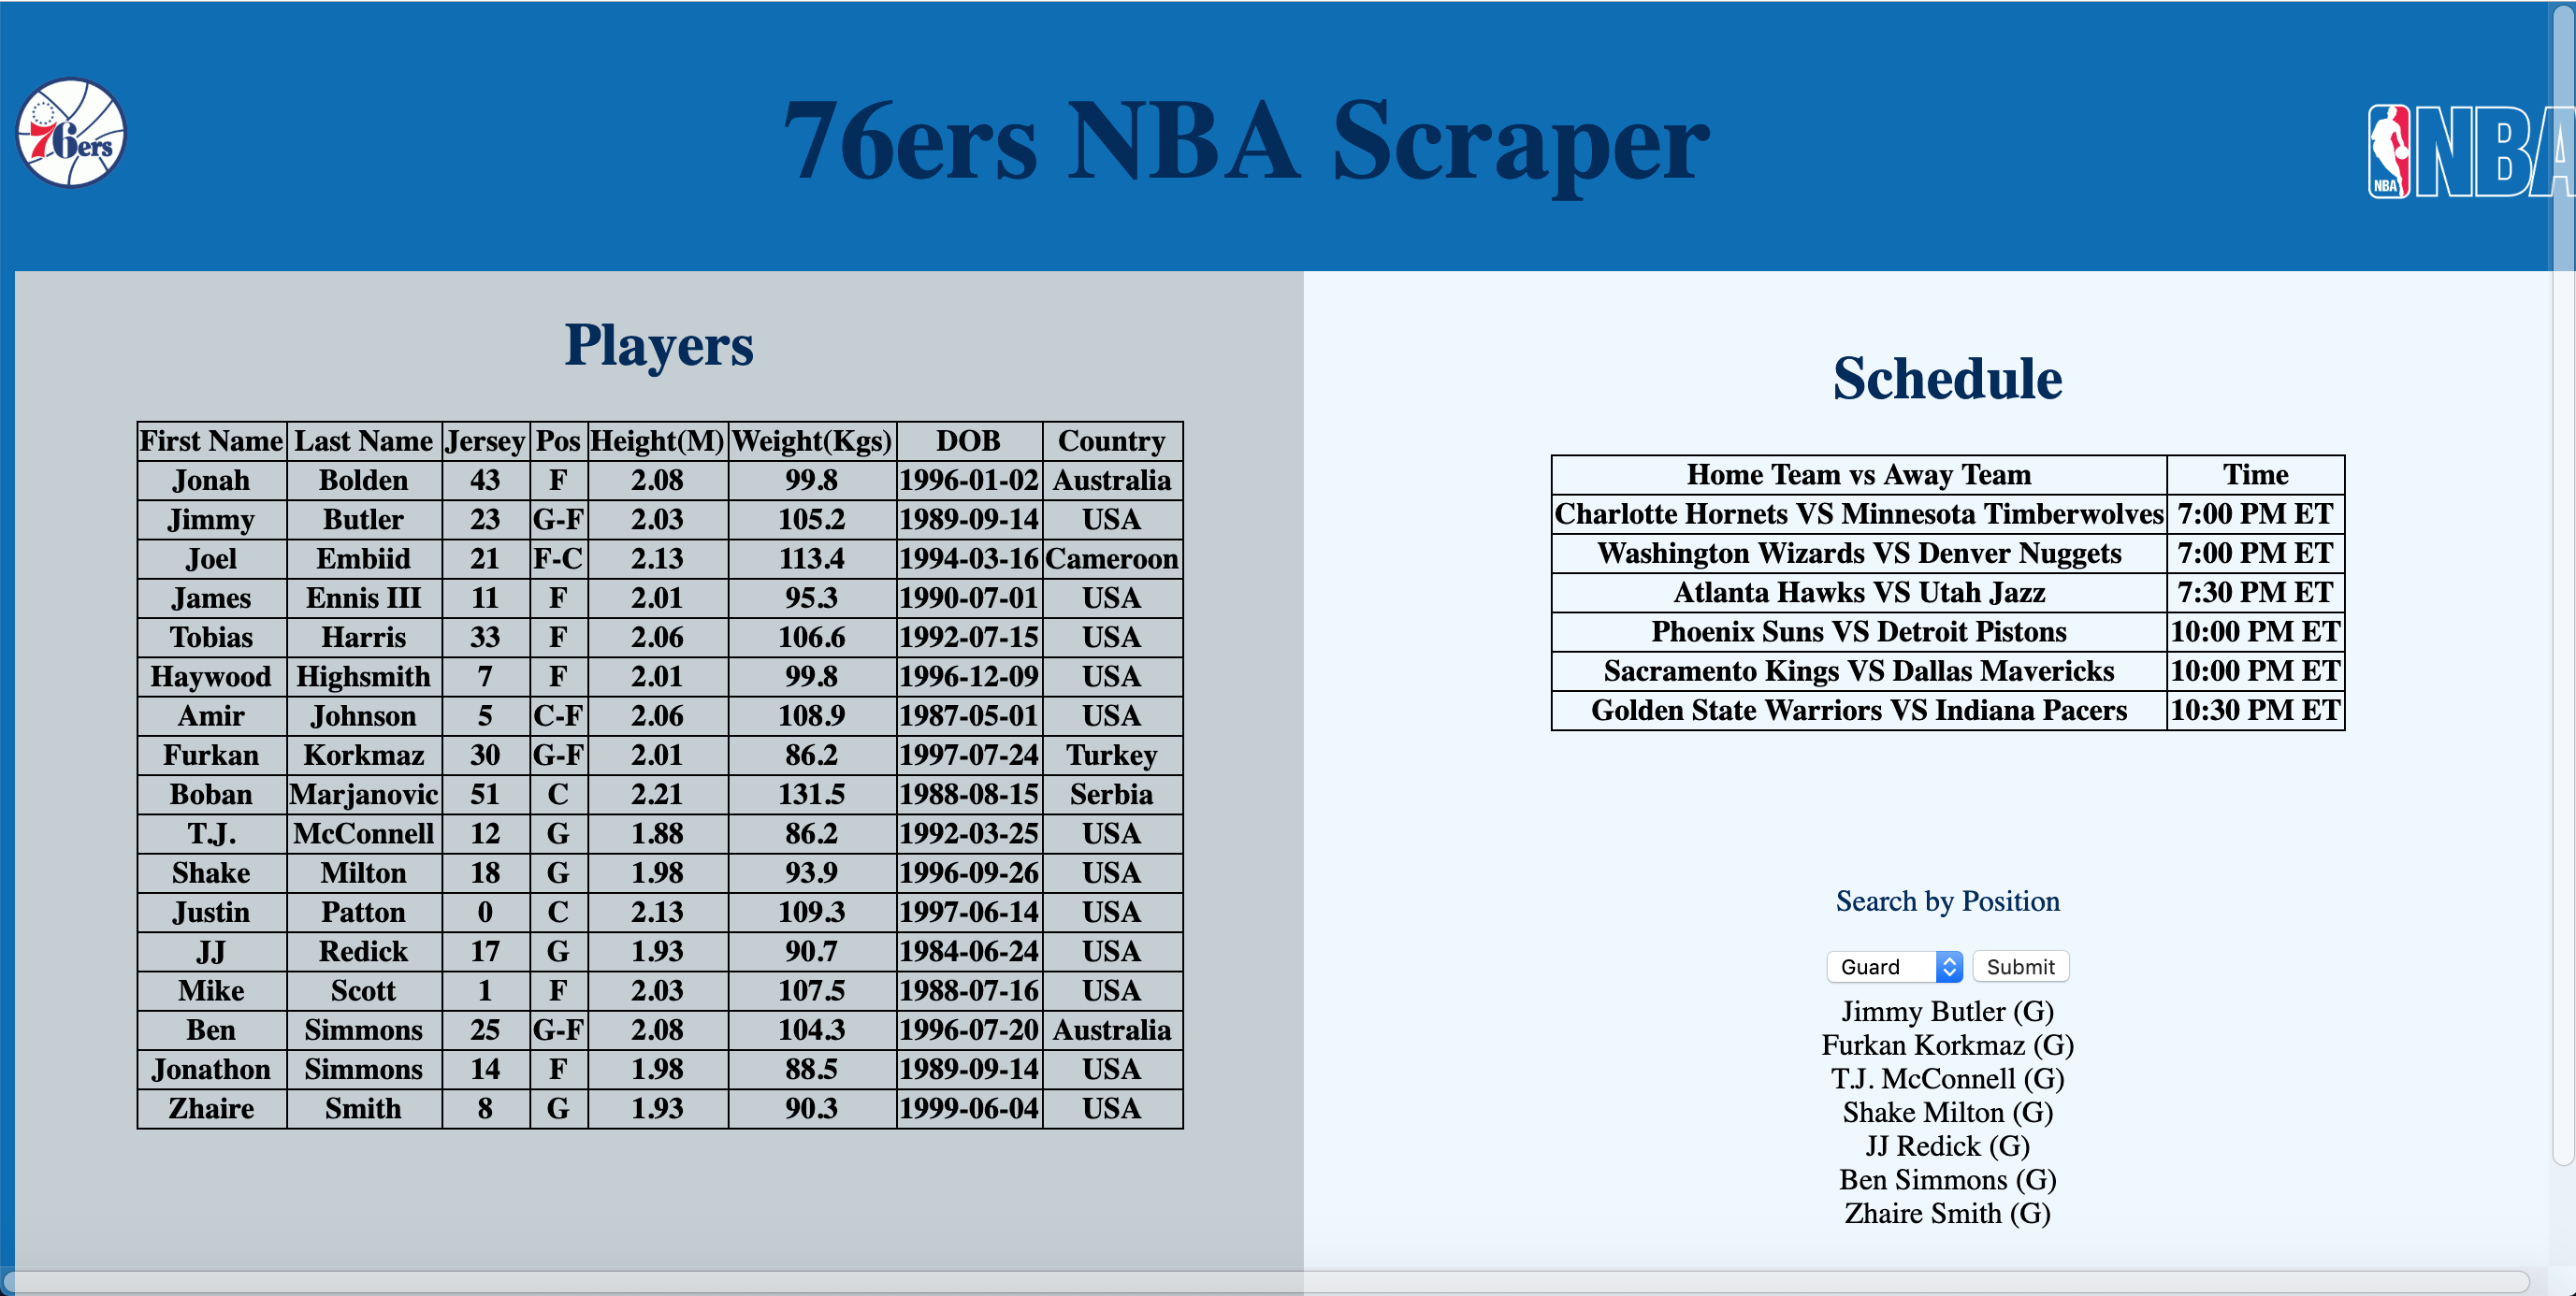 76ers
76ers NBA Scraper
NBA
NBA
Players
First Name Last Name Jersey Pos Height(M) Weight(Kgs) DOB Country
Jonah Bolden 43 F 2.08 99.8 1996-01-02 Australia
Jimmy Butler 23 G-F 2.03 105.2 1989-09-14 USA
Joel Embiid 21 F-C 2.13 113.4 1994-03-16 Cameroon
James Ennis III 11 F 2.01 95.3 1990-07-01 USA
Tobias Harris 33 F 2.06 106.6 1992-07-15 USA
Haywood Highsmith 7 F 2.01 99.8 1996-12-09 USA
Amir Johnson 5 C-F 2.06 108.9 1987-05-01 USA
Furkan Korkmaz 30 G-F 2.01 86.2 1997-07-24 Turkey
Boban Marjanovic 51 C 2.21 131.5 1988-08-15 Serbia
T.J. McConnell 12 G 1.88 86.2 1992-03-25 USA
Shake Milton 18 G 1.98 93.9 1996-09-26 USA
Justin Patton 0 C 2.13 109.3 1997-06-14 USA
JJ Redick 17 G 1.93 90.7 1984-06-24 USA
Mike Scott 1 F 2.03 107.5 1988-07-16 USA
Ben Simmons 25 G-F 2.08 104.3 1996-07-20 Australia
Jonathon Simmons 14 F 1.98 88.5 1989-09-14 USA
Zhaire Smith 8 G 1.93 90.3 1999-06-04 USA
Schedule
Home Team vs Away Team Time
Charlotte Hornets VS Minnesota Timberwolves 7:00 PM ET
Washington Wizards VS Denver Nuggets 7:00 PM ET
Atlanta Hawks VS Utah Jazz 7:30 PM ET
Phoenix Suns VS Detroit Pistons 10:00 PM ET
Sacramento Kings VS Dallas Mavericks 10:00 PM ET
Golden State Warriors VS Indiana Pacers 10:30 PM ET
Search by Position
Guard Submit
Jimmy Butler (G)
Furkan Korkmaz (G)
T.J. McConnell (G)
Shake Milton (G)
JJ Redick (G)
Ben Simmons (G)
Zhaire Smith (G)